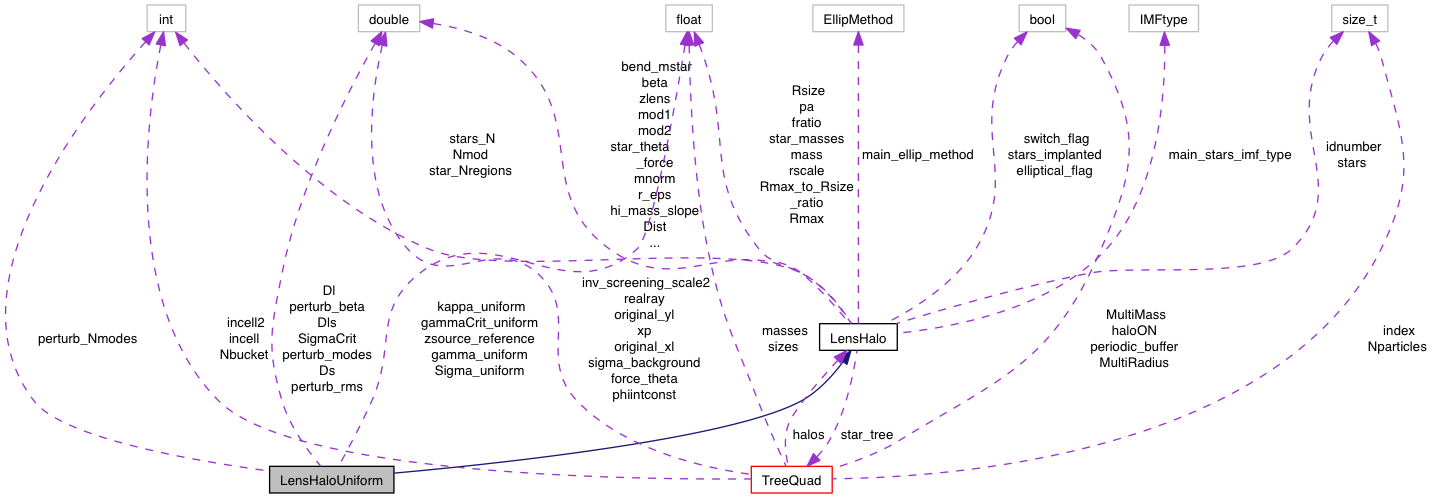 int
double
float
EllipMethod
bool
IMFtype
size_t
bend_mstar
beta
zlens
mod1
mod2
star_theta
_force
mnorm
r_eps
hi_mass_slope
Dist
...
Rsize
pa
fratio
star_masses
mass
rscale
Rmax_to_Rsize
_ratio
Rmax
stars_N
Nmod
star_Nregions
main_ellip_method
switch_flag
stars_implanted
elliptical_flag
main_stars_imf_type
idnumber
stars
perturb_Nmodes
incell2
incell
Nbucket
Dl
perturb_beta
Dls
SigmaCrit
perturb_modes
Ds
perturb_rms
kappa_uniform
gammaCrit_uniform
zsource_reference
gamma_uniform
Sigma_uniform
inv_screening_scale2
realray
original_yl
xp
original_xl
sigma_background
force_theta
phiintconst
masses
sizes
LensHalo
MultiMass
haloON
periodic_buffer
MultiRadius
index
Nparticles
halos
star_tree
LensHaloUniform
TreeQuad